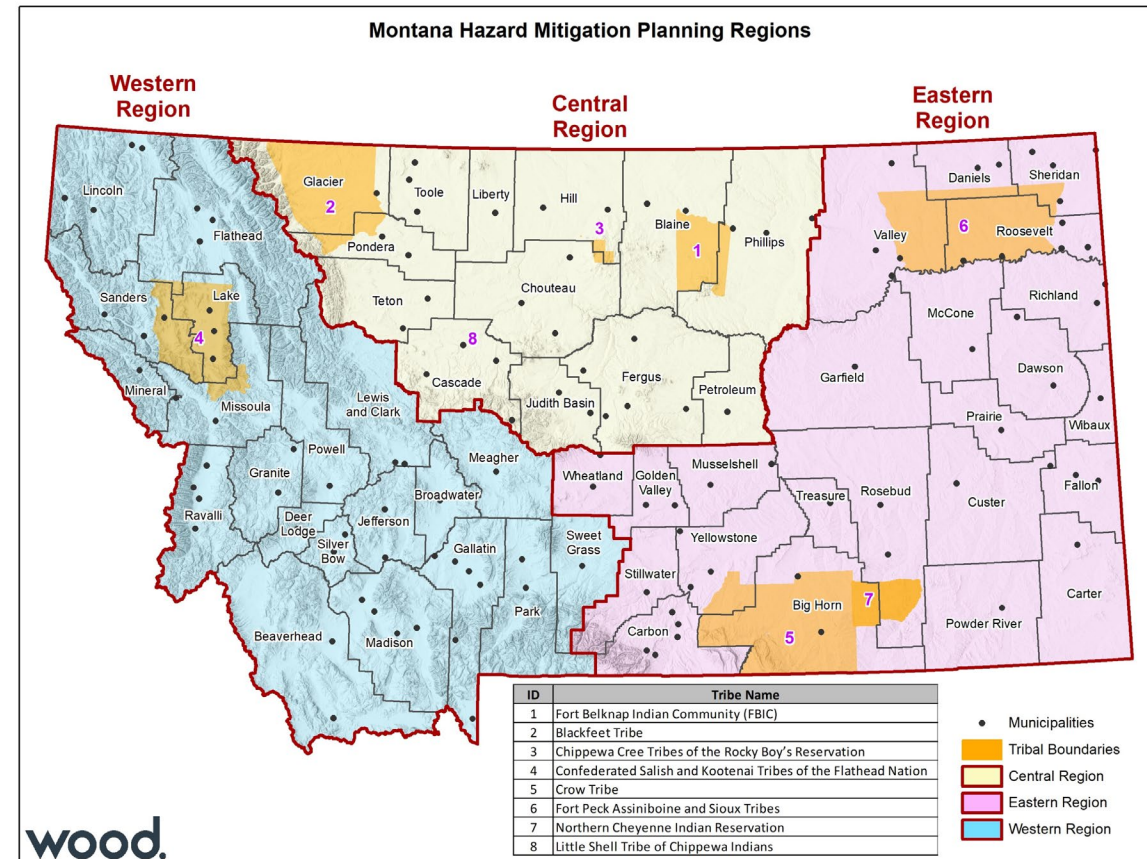 Montana Hazard Mitigation Planning Regions
Western
Region
Central
Region
Eastern
Region
Lincoln
Flathead
Glacier
2
Toole
Liberty
Hill
3
Blaine
1
Phillips
Daniels
Sheridan
Valley
6
Roosevelt
Pondera
Sanders
Lake
4
Teton
Chouteau
8
Cascade
Judith Basin
Fergus
Petroleum
Garfield
McCone
Richland
Dawson
Prairie
Wibaux
Mineral
Missoula
Lewis
and Clark
Powell
Granite
Meagher
Broadwater
Ravalli
Deer
Lodge
Silver
Bow
Jefferson
Gallatin
Sweet
Grass
Park
Beaverhead
Madison
Wheatland
Golden
Valley
Musselshell
Treasure
Rosebud
Custer
Fallon
Yellowstone
Stillwater
Carbon
Big Horn
5
7
Powder River
Carter
ID Tribe Name
1 Fort Belknap Indian Community (FBIC)
2 Blackfeet Tribe
3 Chippewa Cree Tribes of the Rocky Boy's Reservation
4 Confederated Salish and Kootenai Tribes of the Flathead Nation
5 Crow Tribe
6 Fort Peck Assiniboine and Sioux Tribes
7 Northern Cheyenne Indian Reservation
8 Little Shell Tribe of Chippewa Indians
Municipalities
Tribal Boundaries
Central Region
Eastern Region
Western Region
wood.